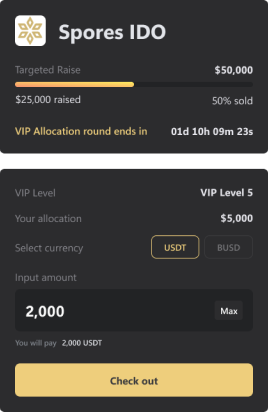 Spores IDO
Targeted Raise $50,000
$25,000 raised 50% sold
VIP Allocation round ends in 01d 10h 09m 23s
VIP Level VIP Level 5
Your allocation $5,000
Select currency USDT BUSD
Input amount
2,000 Max
You will pay 2,000 USDT
Check out